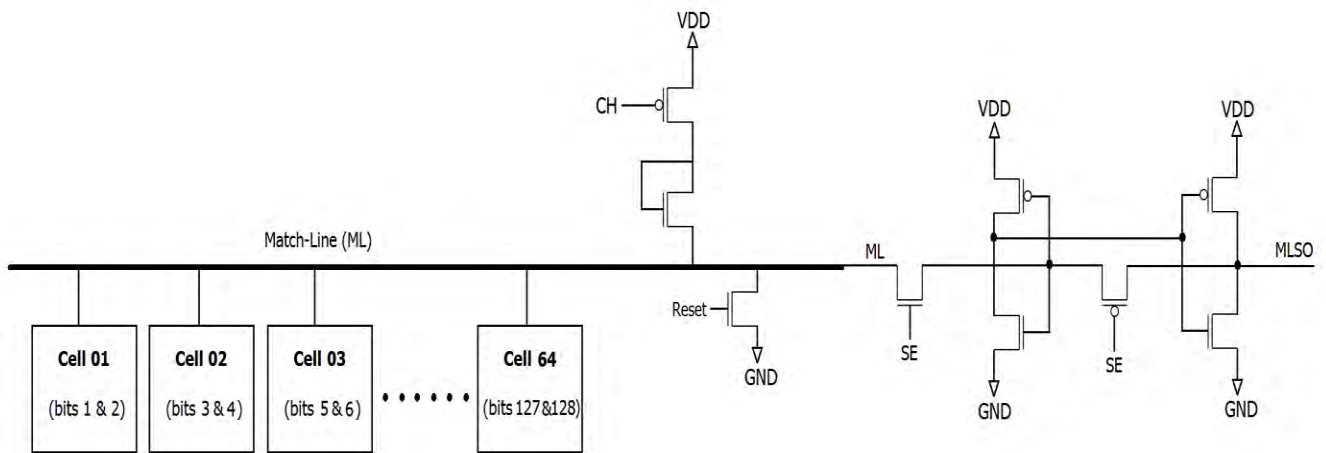 VDD
CH
VDD
VDD
Match-Line (ML)
ML
MLSO
Reset
SE
SE
GND
GND
GND
Cell 01
(bits 1 & 2)
Cell 02
(bits 3 & 4)
Cell 03
(bits 5 & 6)
Cell 64
(bits 127&128)